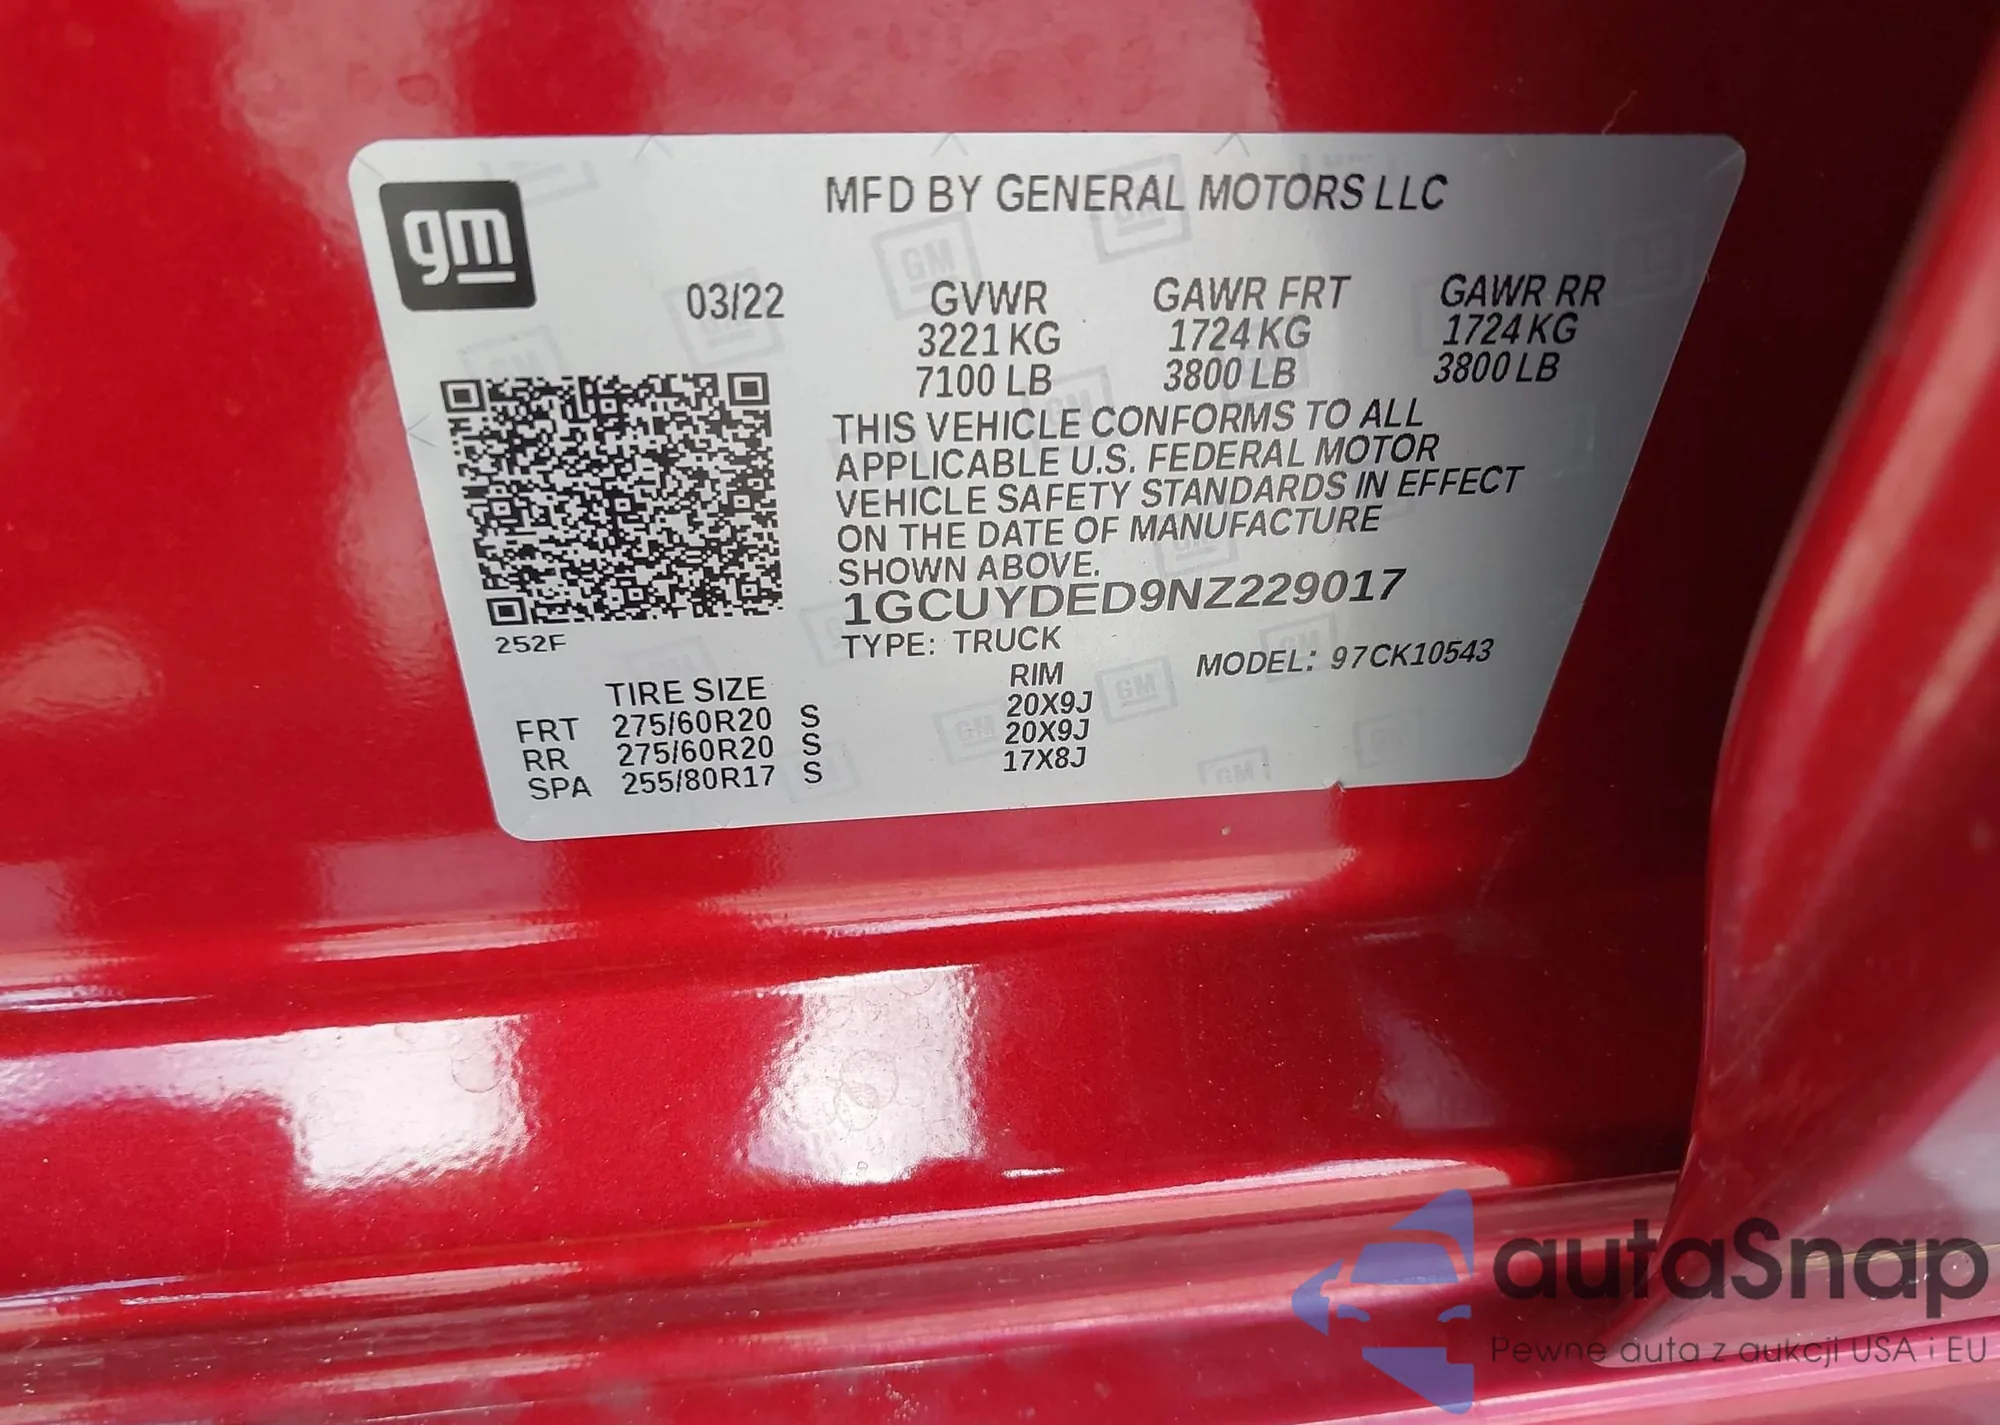 gm
MFD BY GENERAL MOTORS LLC
03/22 GVWR GAWR FRT GAWR RR
3221 KG 1724 KG 1724 KG
7100 LB 3800 LB 3800 LB
THIS VEHICLE CONFORMS TO ALL
APPLICABLE U.S. FEDERAL MOTOR
VEHICLE SAFETY STANDARDS IN EFFECT
ON THE DATE OF MANUFACTURE
SHOWN ABOVE.
1GCUYDED9NZ229017
252F
TYPE: TRUCK MODEL: 97CK10543
TIRE SIZE RIM
FRT 275/60R20 S 20X9J
RR 275/60R20 S 20X9J
SPA 255/80R17 S 17X8J
autaSnap
Pewne auta z aukcji USA i EU